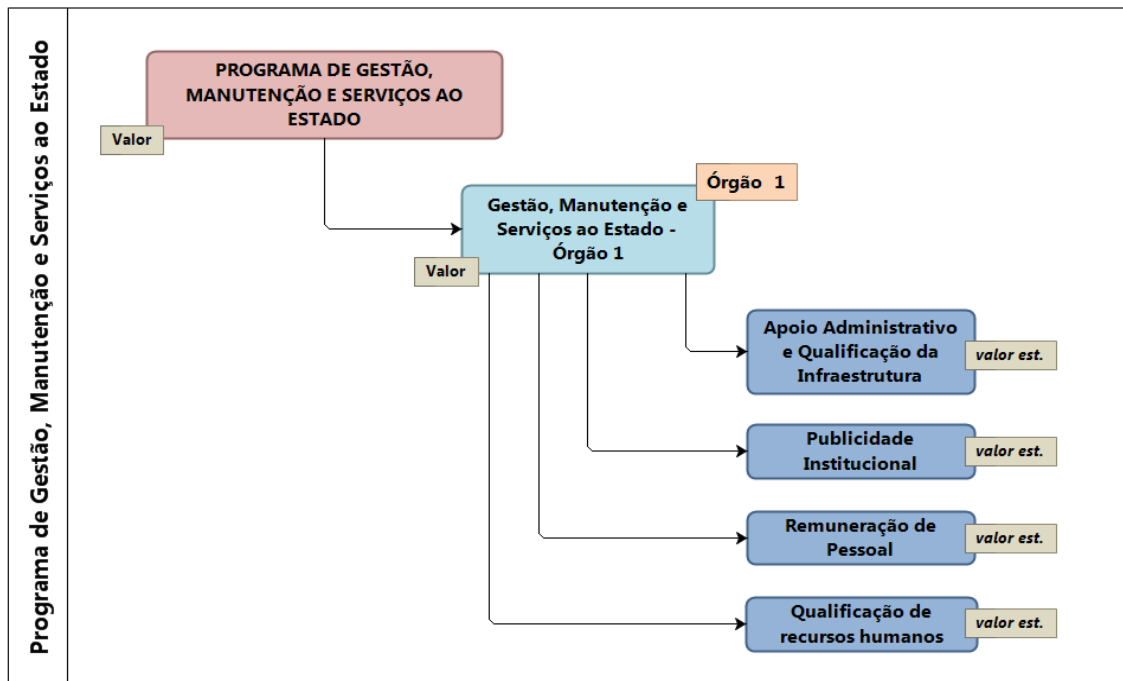 Programa de Gestão, Manutenção e Serviços ao Estado
PROGRAMA DE GESTÃO,
MANUTENÇÃO E SERVIÇOS AO
ESTADO
Valor
Órgão 1
Gestão, Manutenção e
Serviços ao Estado -
Órgão 1
Valor
Apoio Administrativo
e Qualificação da
Infraestrutura
valor est.
Publicidade
Institucional
valor est.
Remuneração de
Pessoal
valor est.
Qualificação de
recursos humanos
valor est.